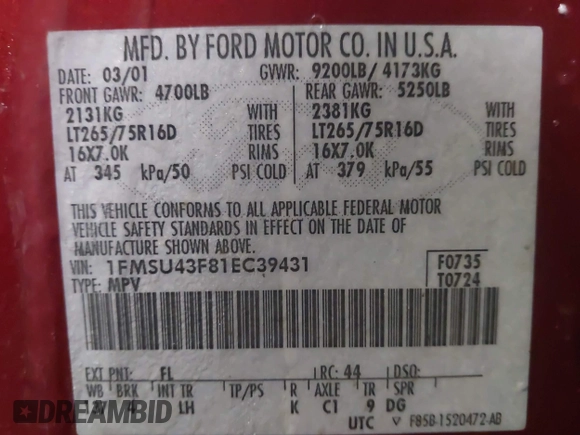 MFD. BY FORD MOTOR CO. IN U.S.A.
DATE: 03/01 GVWR: 9200LB/ 4173KG
FRONT GAWR: 4700LB REAR GAWR: 5250LB
2131KG WITH 2381KG WITH
LT265/75R16D TIRES LT265/75R16D TIRES
16X7.0K RIMS 16X7.0K RIMS
AT 345 kPa/50 PSI COLD AT 379 kPa/55 PSI COLD
THIS VEHICLE CONFORMS TO ALL APPLICABLE FEDERAL MOTOR
VEHICLE SAFETY STANDARDS IN EFFECT ON THE DATE OF
MANUFACTURE SHOWN ABOVE.
VIN: 1FMSU43F81EC39431 F0735
TYPE: MPV T0724
EXT PNT: FL RC: 44 DSO:
WB BRK INT TR TP/PS R AXLE TR SPR
LH K C1 9 DG
UTC F85B-1520472-AB
DREAMBID